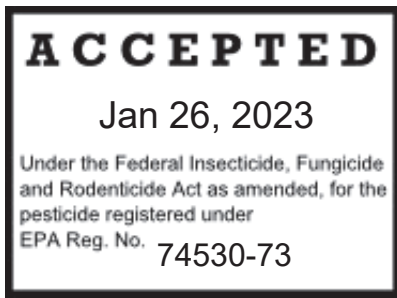 ACCEPTED
Jan 26, 2023
Under the Federal Insecticide, Fungicide
and Rodenticide Act as amended, for the
pesticide registered under
EPA Reg. No. 74530-73